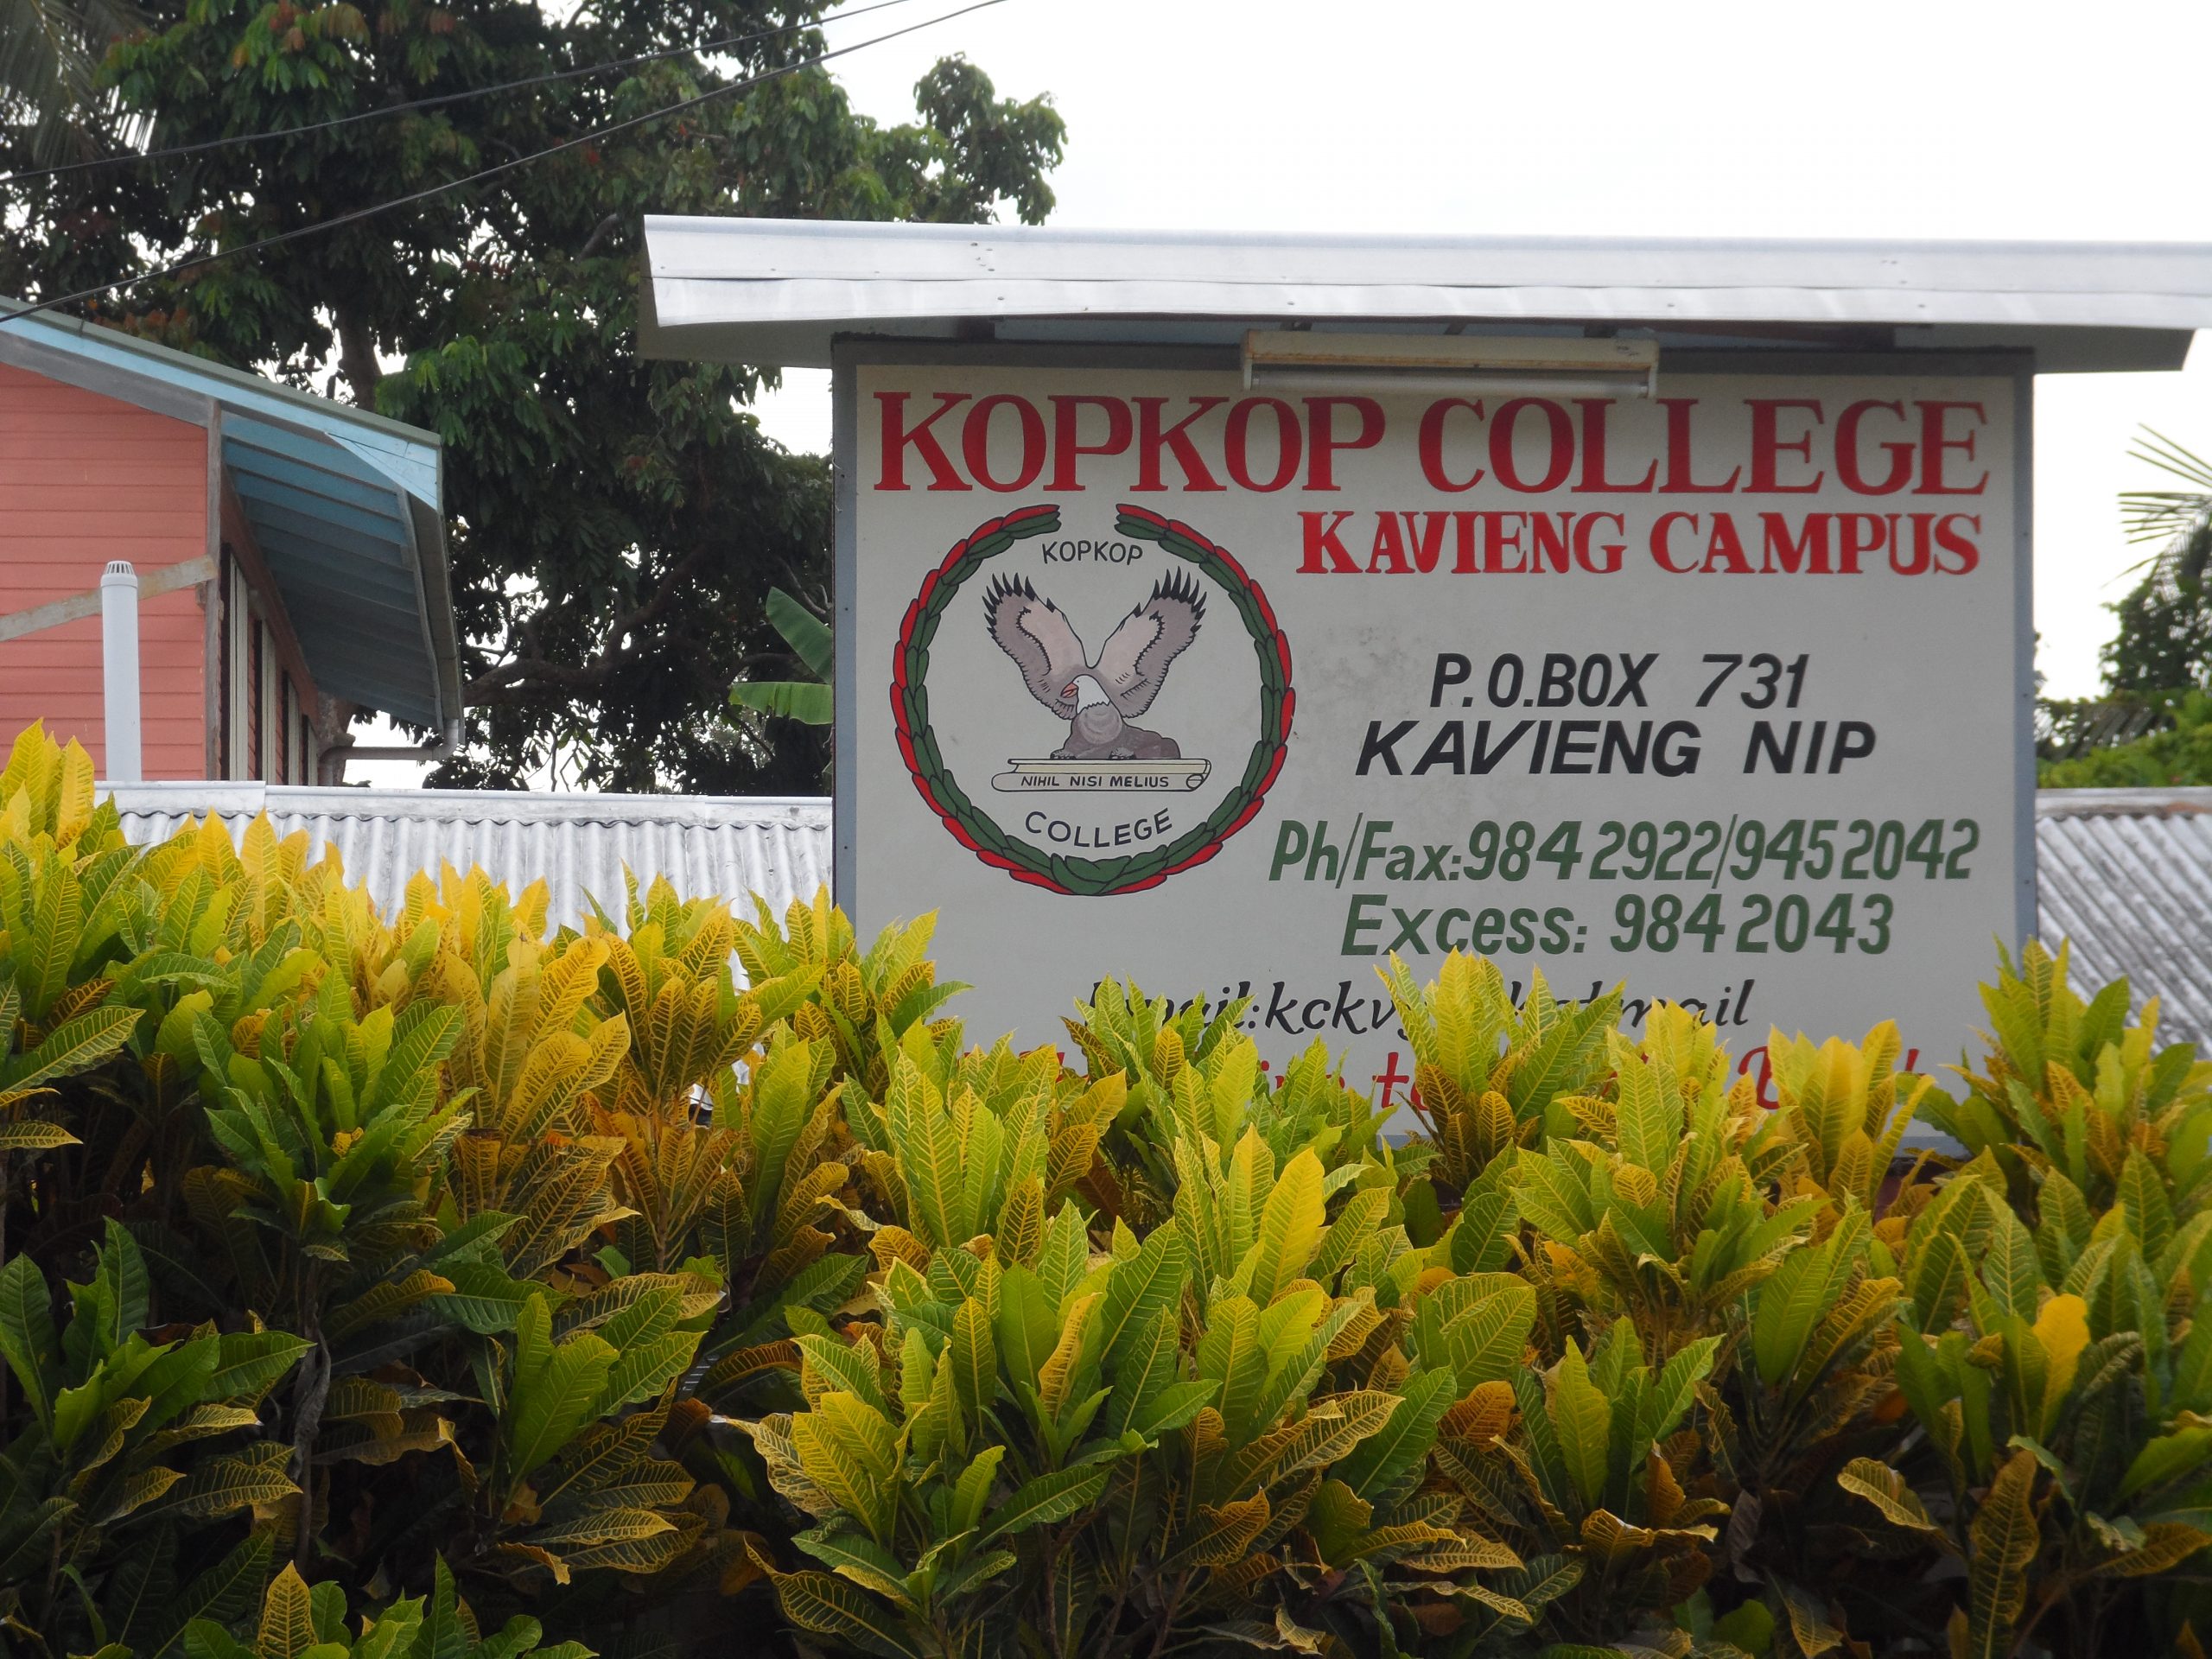 KOPKOP COLLEGE
KAVIENG CAMPUS
KOPKOP
NIHIL NISI MELIUS
COLLEGE
P.O.BOX 731
KAVIENG NIP
Ph/Fax:984 2922/945 2042
Excess: 984 2043